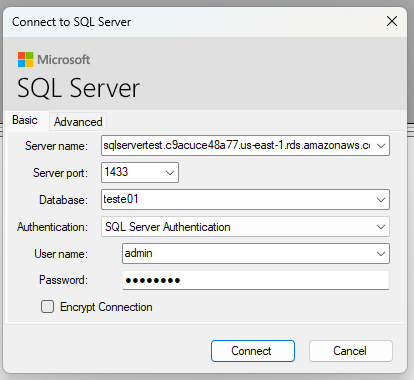 Connect to SQL Server
Microsoft
SQL Server
Basic Advanced
Server name: sqlservertest.c9acuce48a77.us-east-1.rds.amazonaws.cc
Server port: 1433
Database: teste01
Authentication: SQL Server Authentication
User name: admin
Password: ●●●●●●●●
Encrypt Connection
Connect Cancel